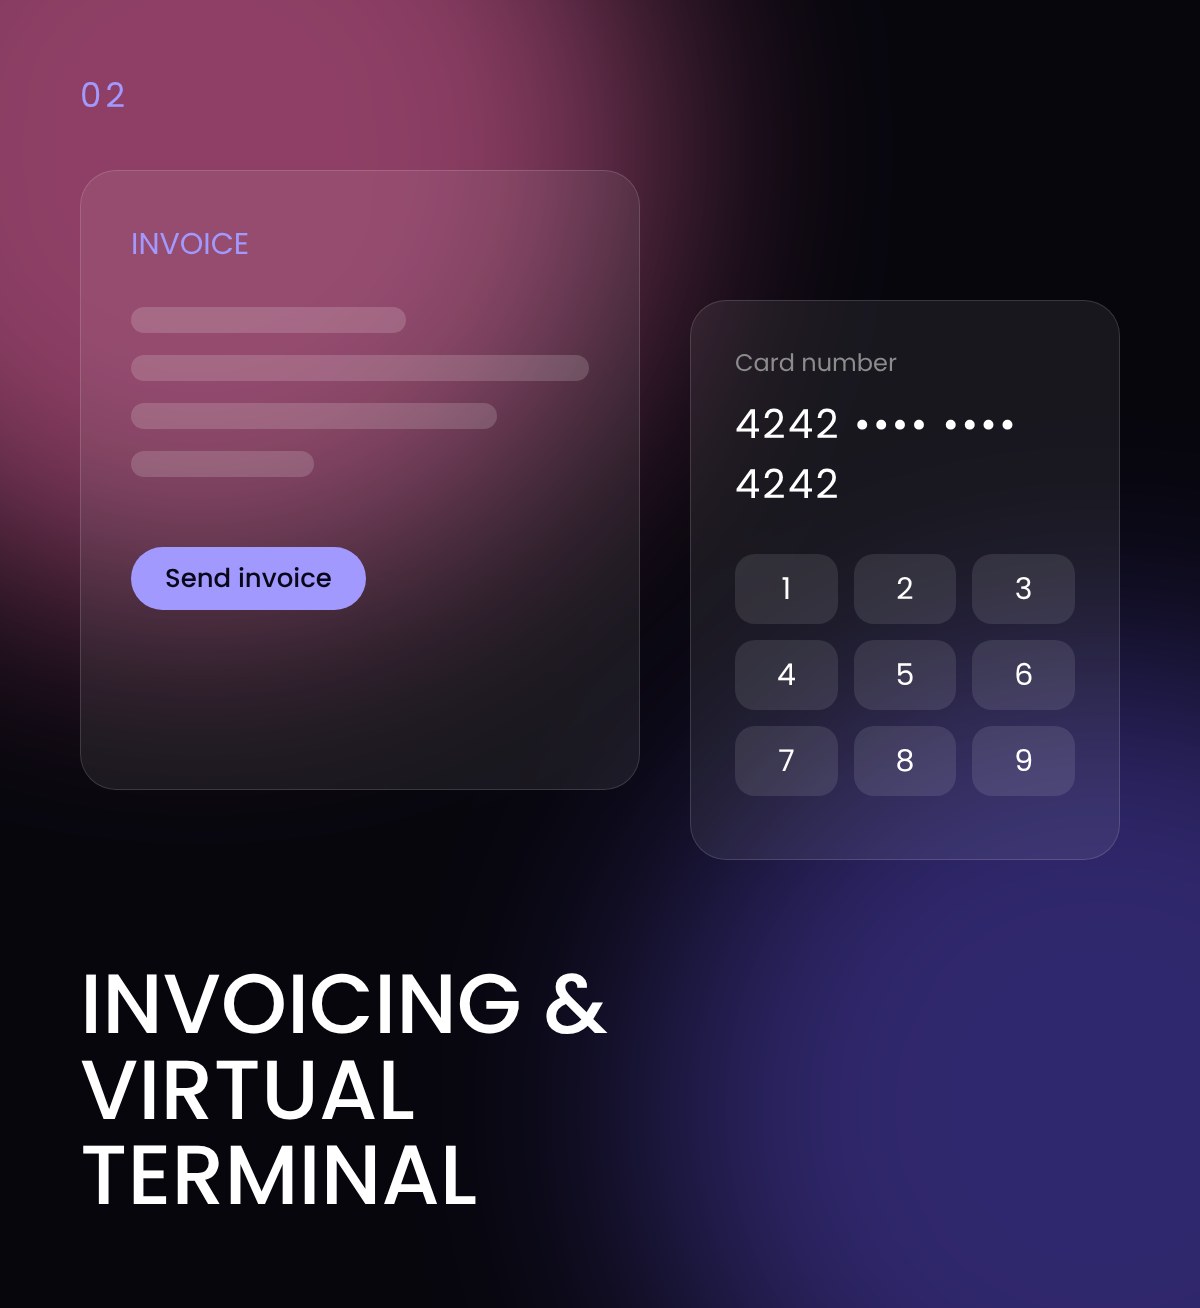 02
INVOICE
Send invoice
Card number
4242 •••• ••••
4242
1 2 3
4 5 6
7 8 9
INVOICING &
VIRTUAL
TERMINAL